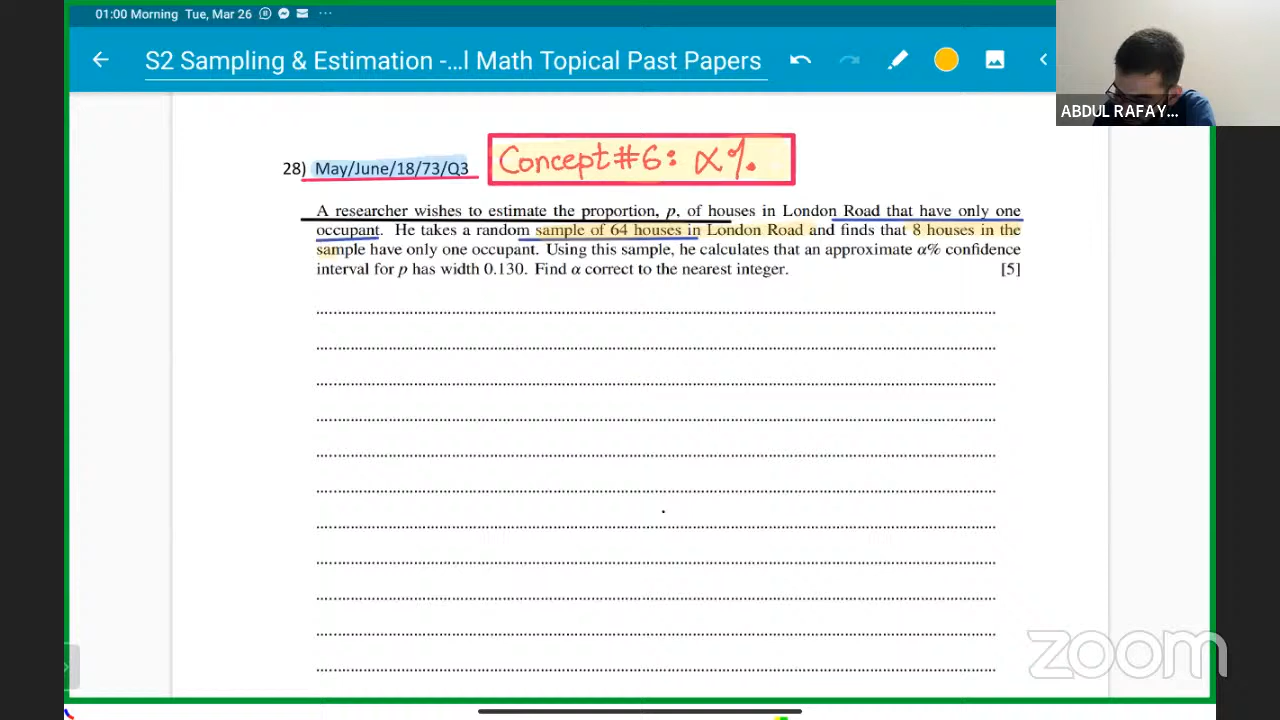 01:00 Morning Tue, Mar 26 ...
S2 Sampling & Estimation -...l Math Topical Past Papers
ABDUL RAFAY...
28) May/June/18/73/Q3
Concept#6: α%
A researcher wishes to estimate the proportion, p, of houses in London Road that have only one
occupant. He takes a random sample of 64 houses in London Road and finds that 8 houses in the
sample have only one occupant. Using this sample, he calculates that an approximate α% confidence
interval for p has width 0.130. Find α correct to the nearest integer. [5]
zoom